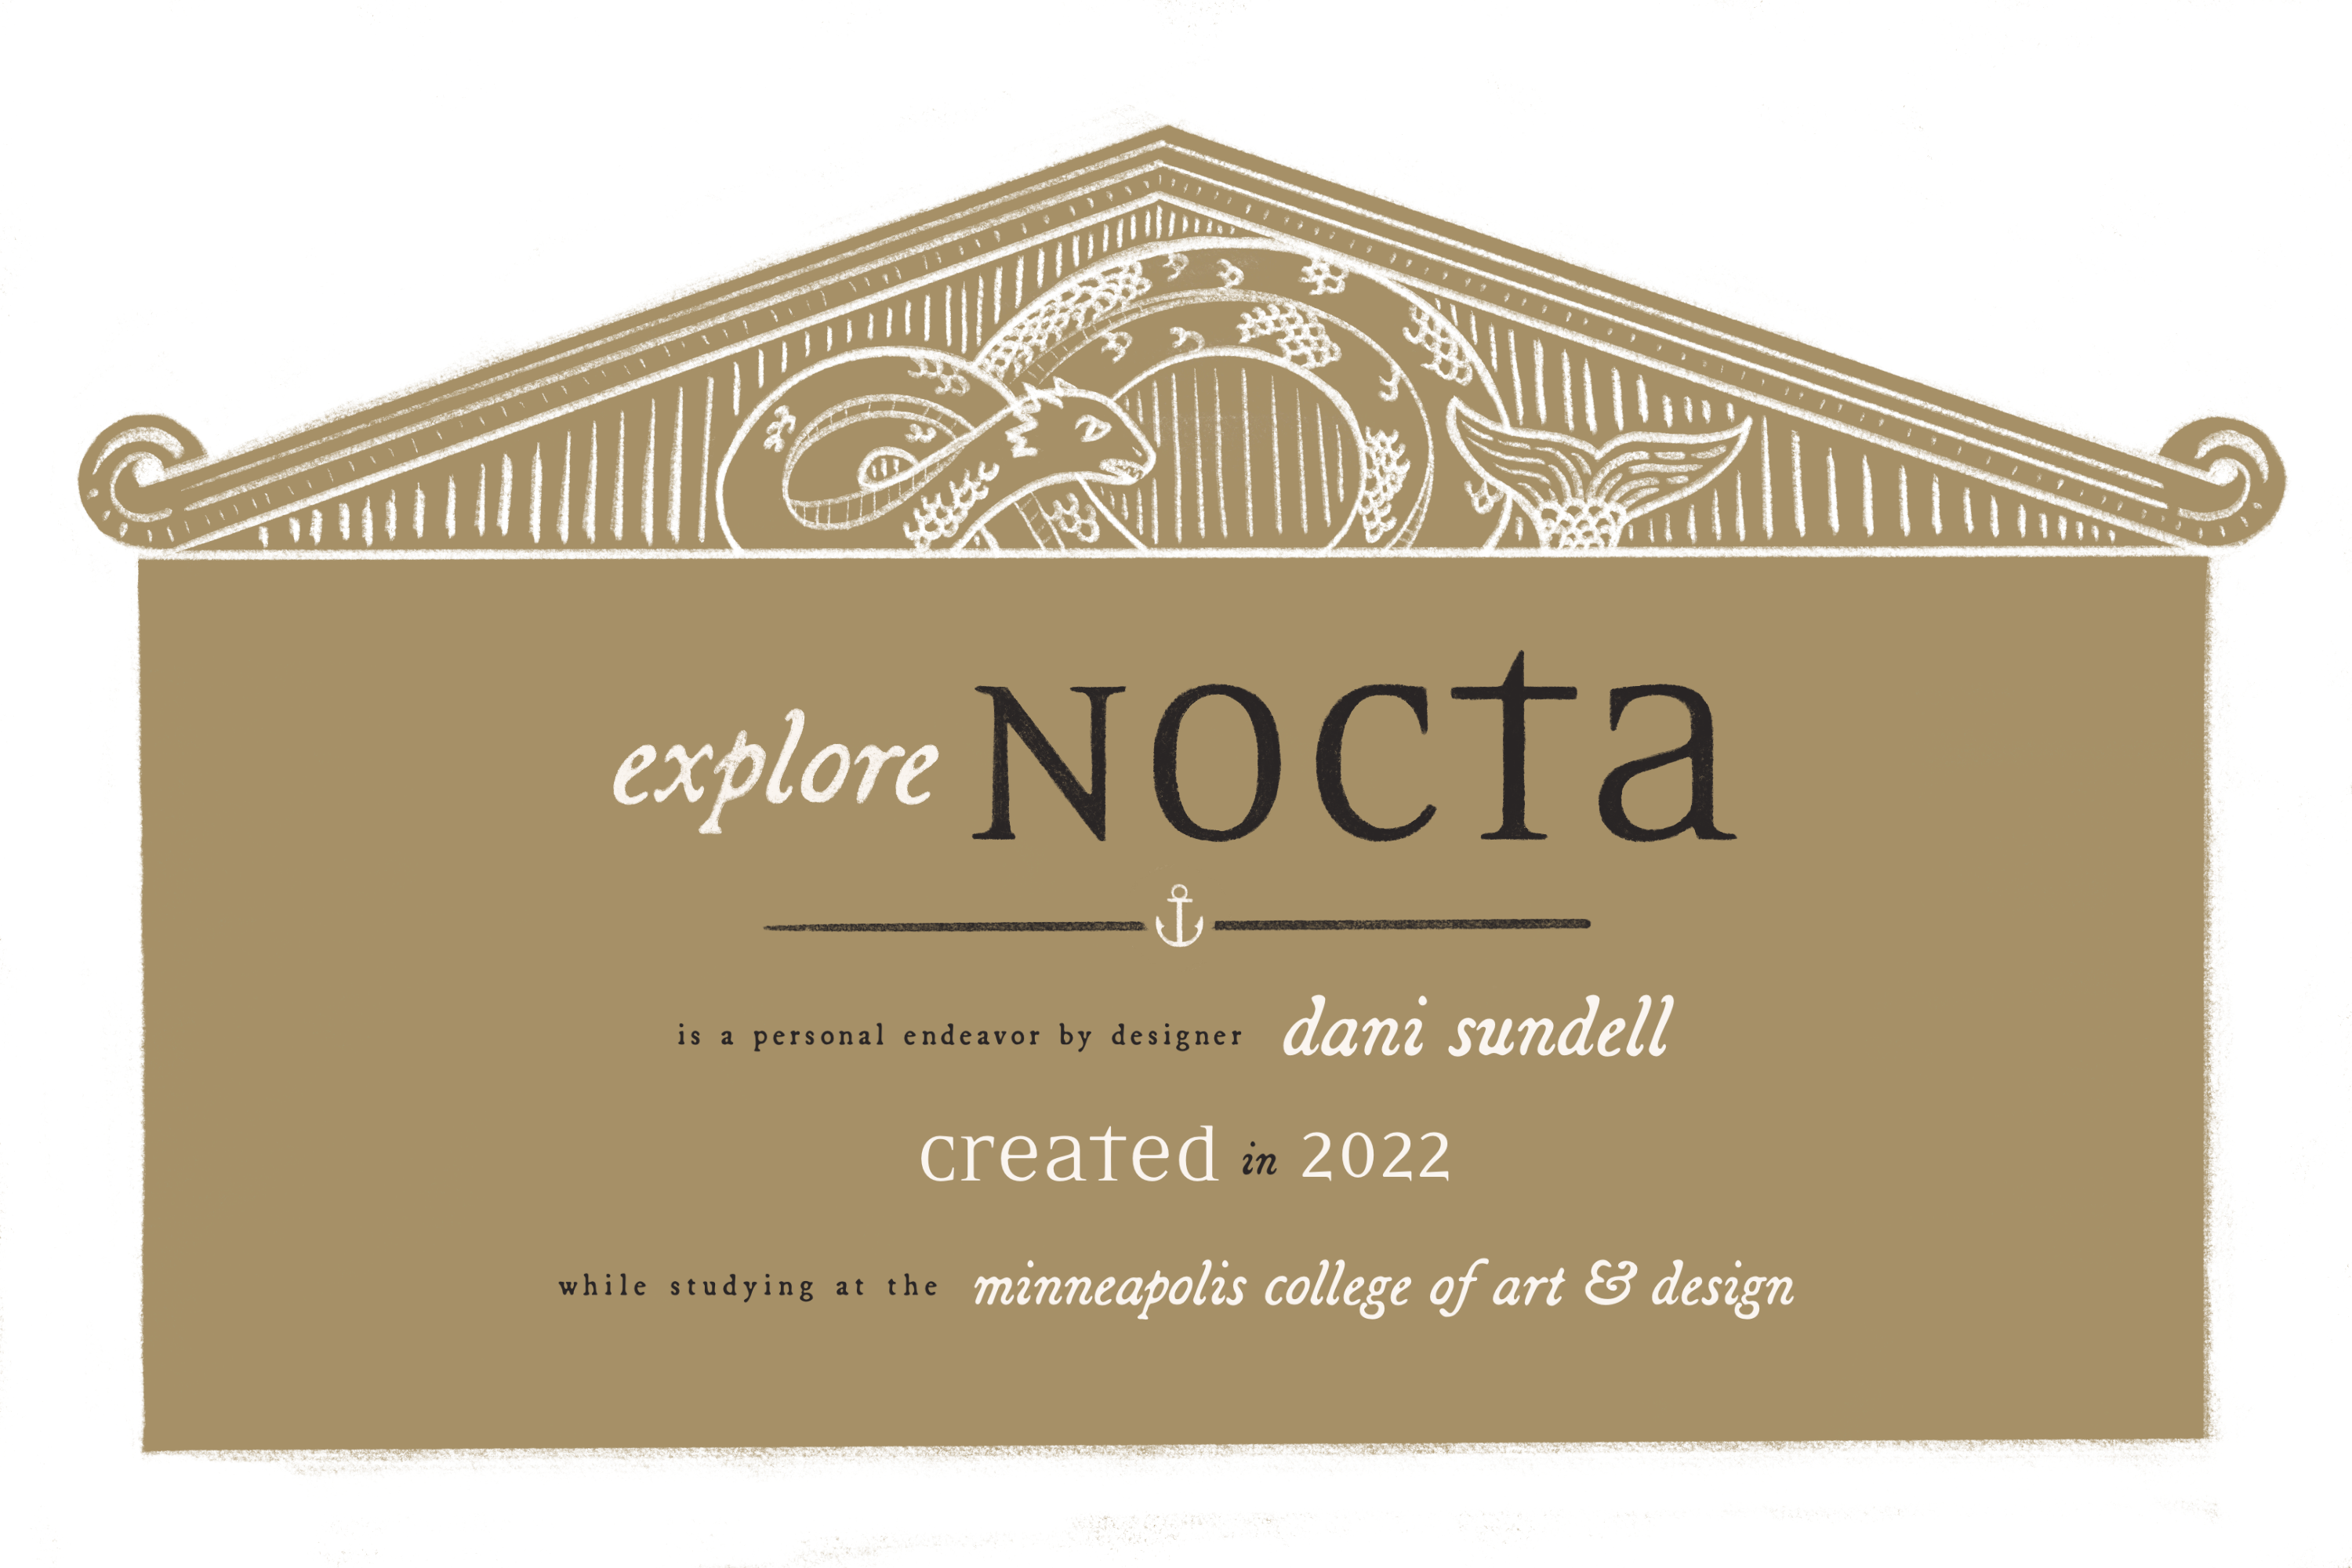 explore Nocta
is a personal endeavor by designer dani sundell
created in 2022
while studying at the minneapolis college of art & design